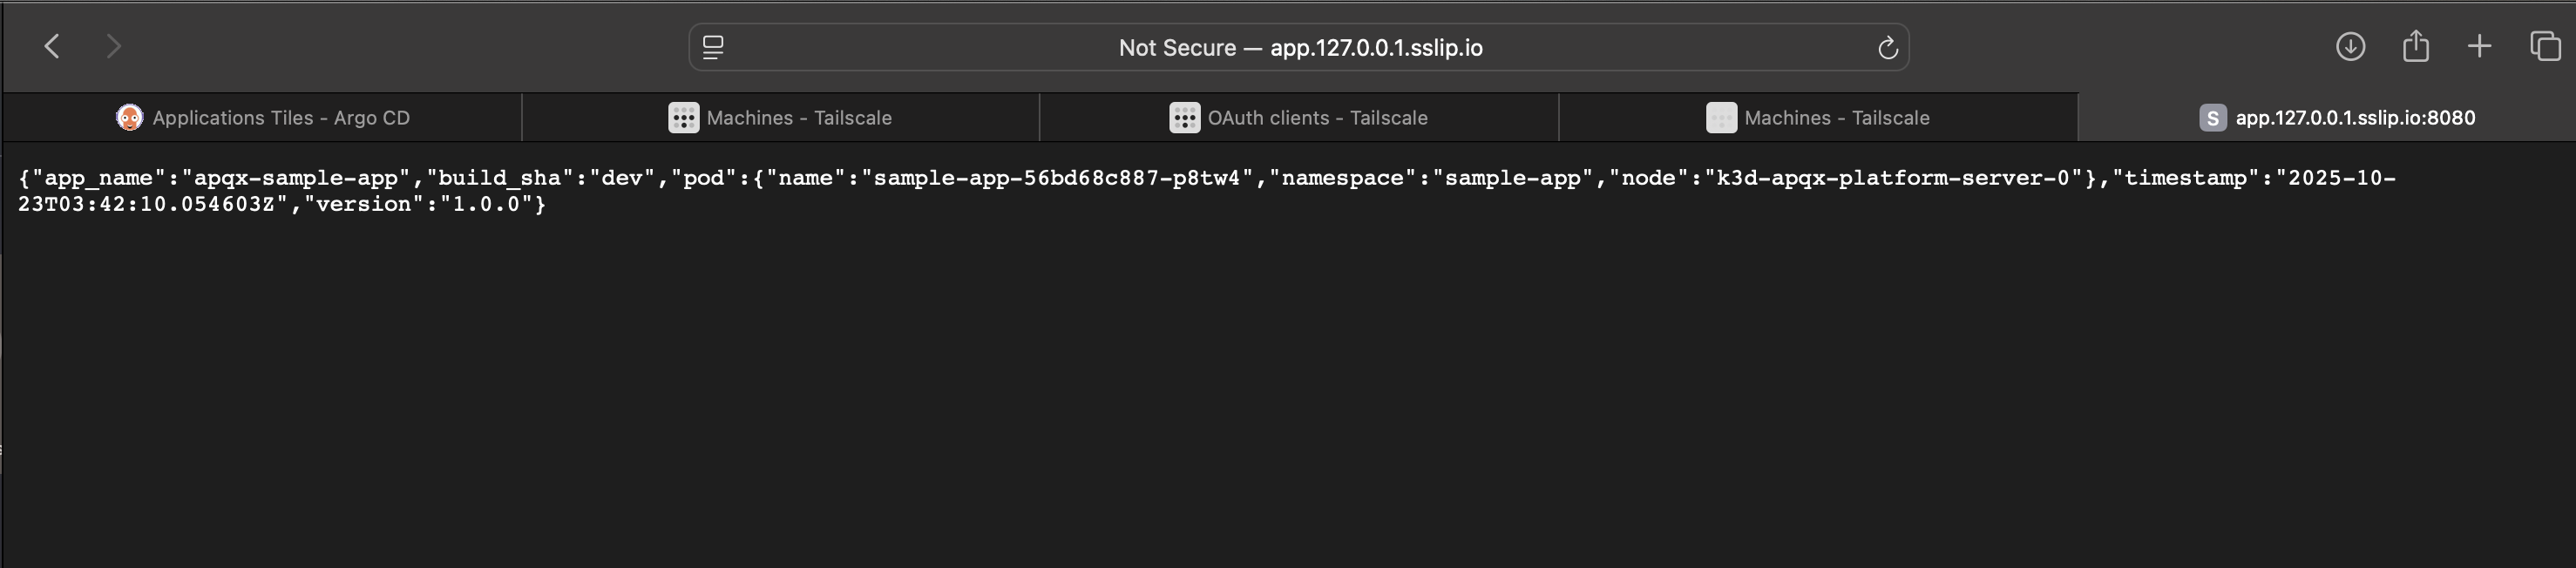 Not Secure — app.127.0.0.1.sslip.io
Applications Tiles - Argo CD
Machines - Tailscale
OAuth clients - Tailscale
Machines - Tailscale
S app.127.0.0.1.sslip.io:8080
{"app_name":"apqx-sample-app","build_sha":"dev","pod":{"name":"sample-app-56bd68c887-p8tw4","namespace":"sample-app","node":"k3d-apqx-platform-server-0"},"timestamp":"2025-10-
23T03:42:10.054603Z","version":"1.0.0"}